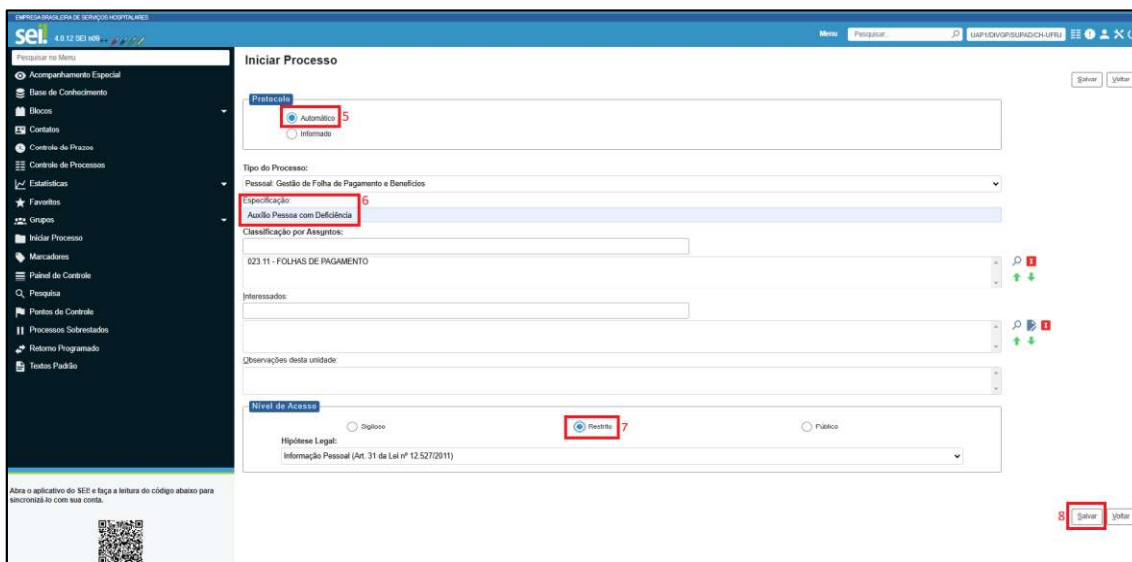 EMPRESA BRASILEIRA DE SERVIÇOS HOSPITALARES
sei! 4.0.12 SEI n09
Menu Pesquisar... UAP1/DIVGP/SUPAD/CH-UFRJ
Pesquisar no Menu
Acompanhamento Especial
Base de Conhecimento
Blocos
Contatos
Controle de Prazos
Controle de Processos
Estatísticas
Favoritos
Grupos
Iniciar Processo
Marcadores
Painel de Controle
Pesquisa
Pontos de Controle
Processos Sobrestados
Retorno Programado
Textos Padrão
Abra o aplicativo do SEI! e faça a leitura do código abaixo para
sincronizá-lo com sua conta.
Iniciar Processo
Salvar Voltar
Protocolo
Automático 5
Informado
Tipo do Processo:
Pessoal: Gestão de Folha de Pagamento e Benefícios
Especificação: 6
Auxílio Pessoa com Deficiência
Classificação por Assuntos:
023.11 - FOLHAS DE PAGAMENTO
Interessados:
Observações desta unidade:
Nível de Acesso
Sigiloso Restrito 7 Público
Hipótese Legal:
Informação Pessoal (Art. 31 da Lei nº 12.527/2011)
8 Salvar Voltar